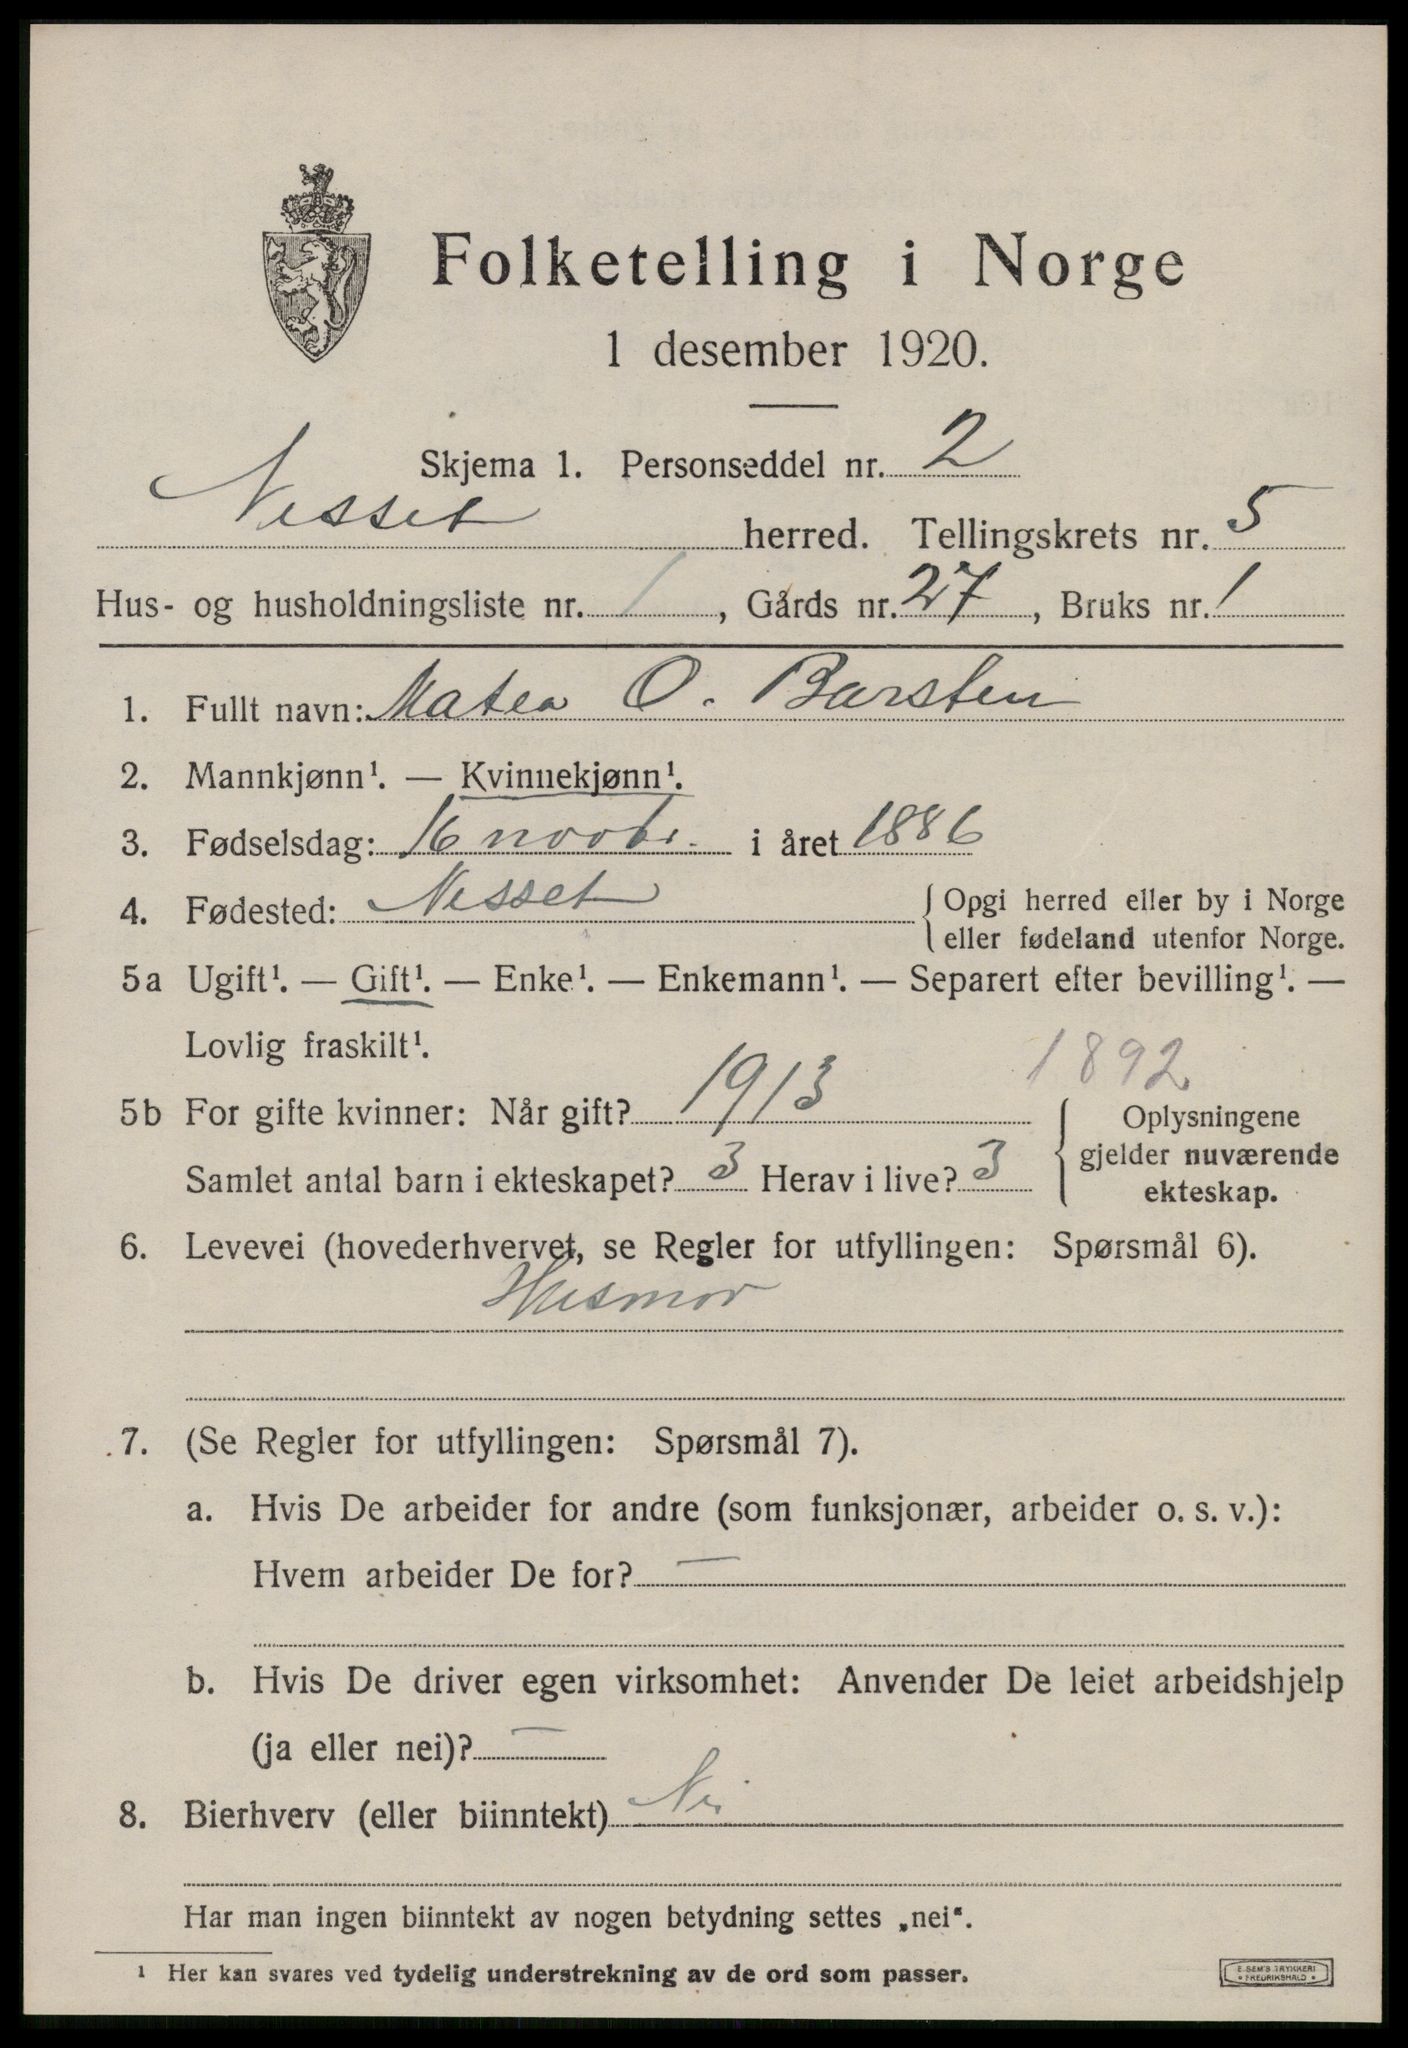 Folketelling i Norge
1 desember 1920.
Skjema 1. Personseddel nr. 2
Nesset herred. Tellingskrets nr. 5
Hus- og husholdningsliste nr. 1, Gårds nr. 27, Bruks nr. 1
1. Fullt navn: Matea O. Barsten
2. Mannkjønn¹. — Kvinnekjønn¹.
3. Fødselsdag: 16 novbr. i året 1886
4. Fødested: Nesset { Opgi herred eller by i Norge
eller fødeland utenfor Norge.
5a Ugift¹. — Gift¹. — Enke¹. — Enkemann¹. — Separert efter bevilling¹. —
Lovlig fraskilt¹.
1892
5b For gifte kvinner: Når gift? 1913 { Oplysningene
gjelder nuværende
Samlet antal barn i ekteskapet? 3 Herav i live? 3
ekteskap.
6. Levevei (hovederhvervet, se Regler for utfyllingen: Spørsmål 6).
Husmor
7. (Se Regler for utfyllingen: Spørsmål 7).
a. Hvis De arbeider for andre (som funksjonær, arbeider o. s. v.):
Hvem arbeider De for? —
b. Hvis De driver egen virksomhet: Anvender De leiet arbeidshjelp
(ja eller nei)? —
8. Bierhverv (eller biinntekt) Nei
Har man ingen biinntekt av nogen betydning settes „nei“.
¹ Her kan svares ved tydelig understrekning av de ord som passer.
E. SEM'S TRYKKERI
• FREDRIKSHALD •